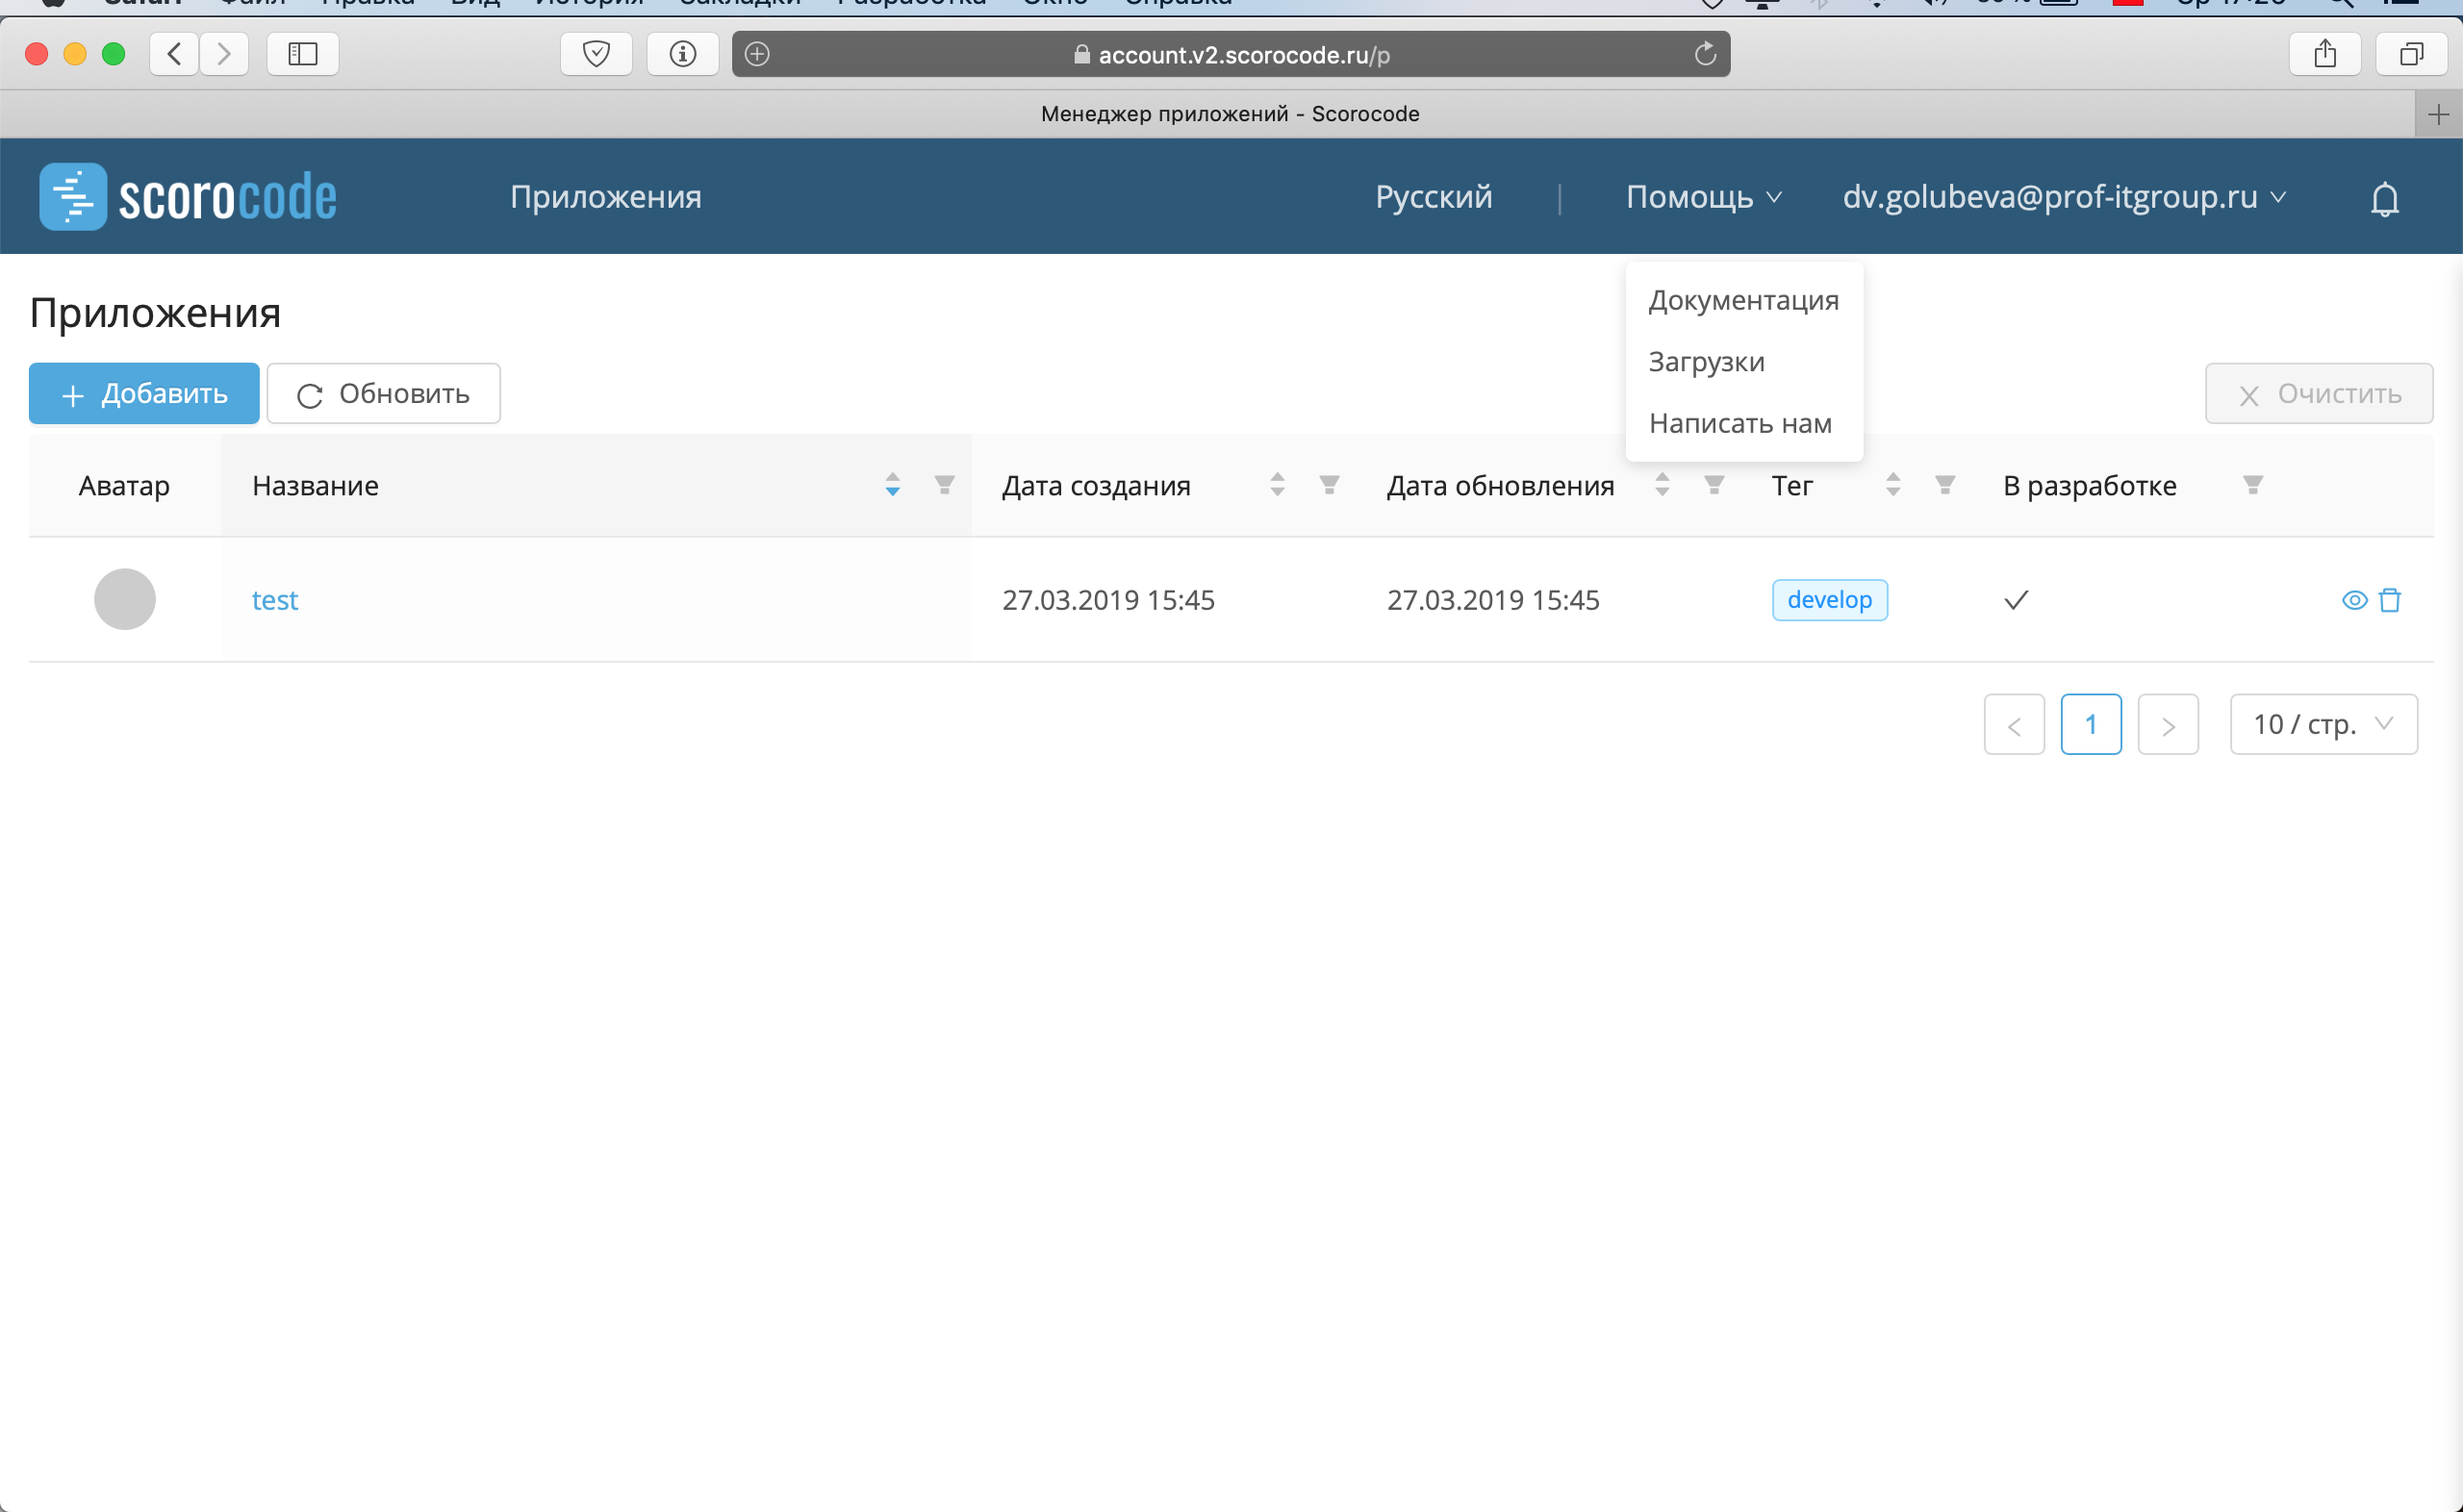 account.v2.scorocode.ru/p
Менеджер приложений - Scorocode
scorocode
Приложения
Русский
|
Помощь
dv.golubeva@prof-itgroup.ru
Документация
Загрузки
Написать нам
Приложения
Добавить
Обновить
Очистить
Аватар
Название
Дата создания
Дата обновления
Тег
В разработке
test
27.03.2019 15:45
27.03.2019 15:45
develop
<
1
>
10 / стр.